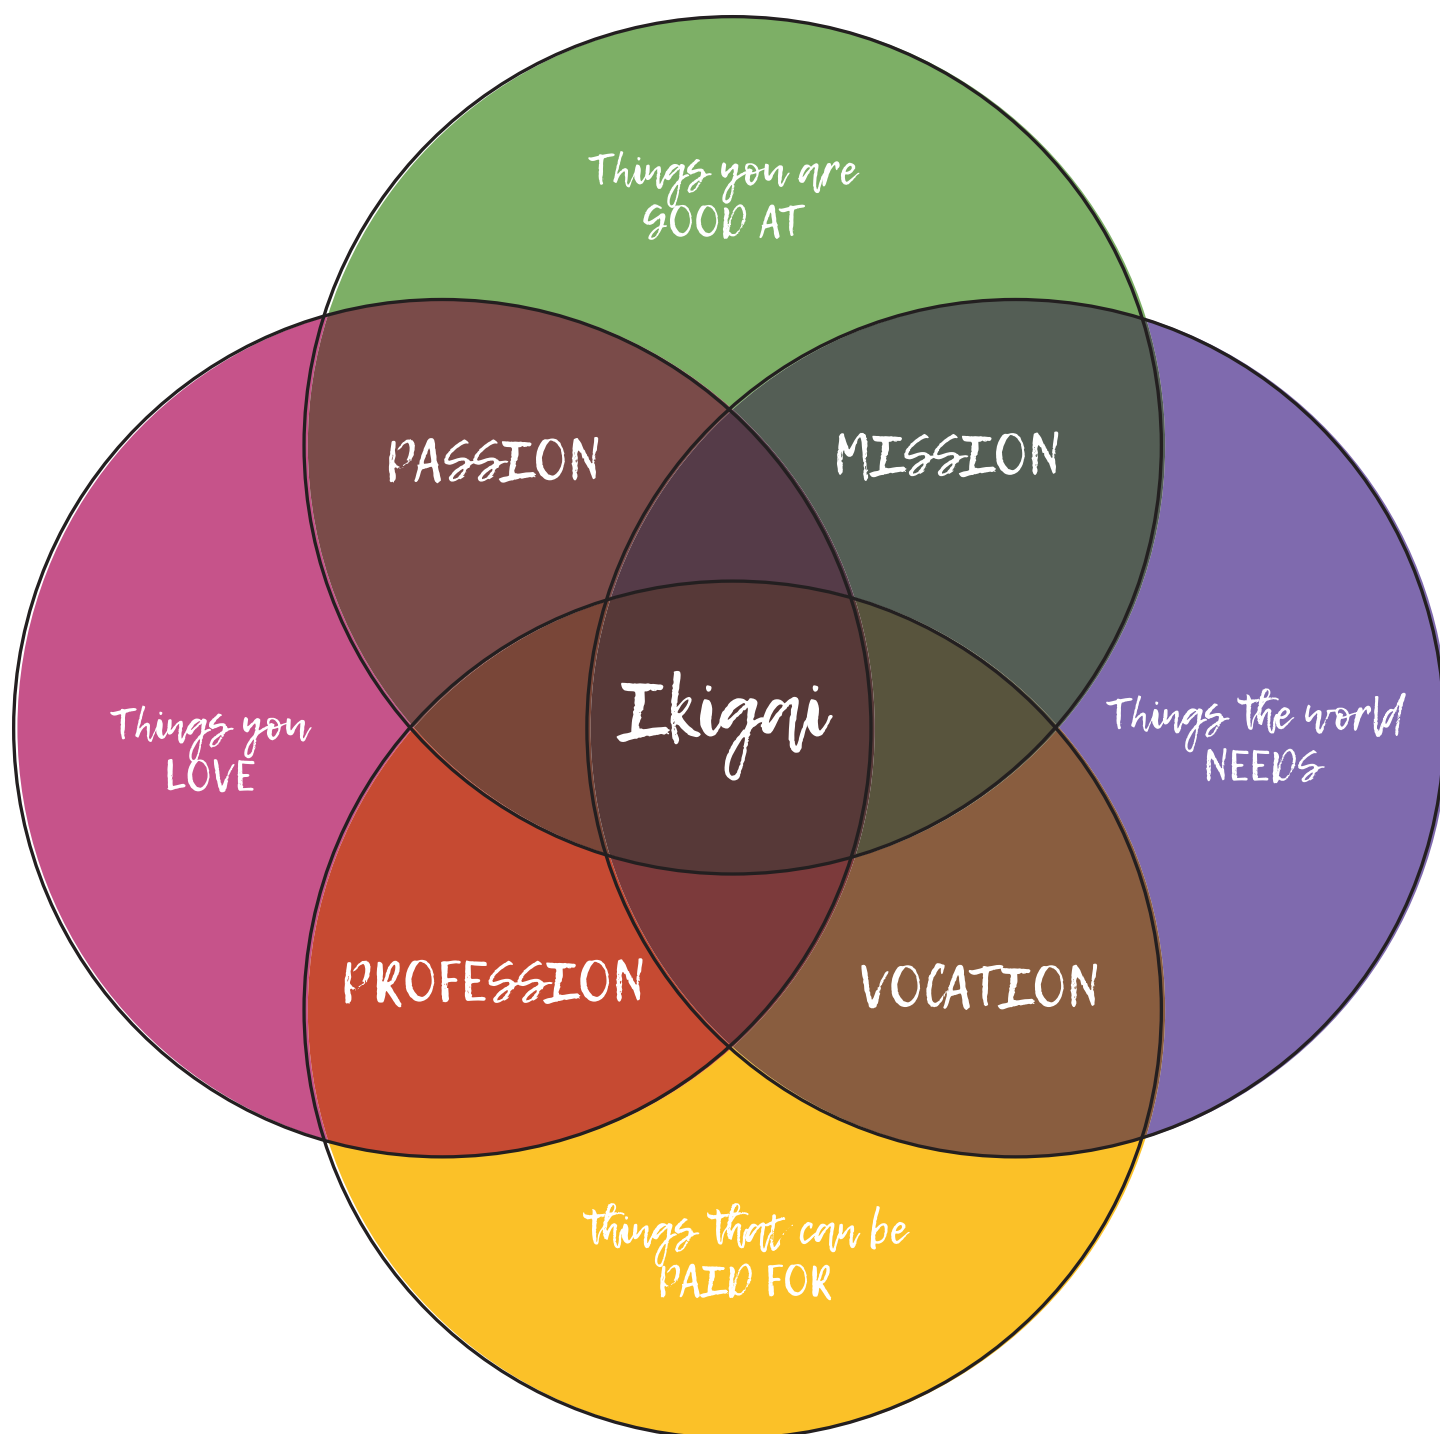 Things you are
GOOD AT
PASSION
MISSION
Things you
LOVE
Ikigai
Things the world
NEEDS
PROFESSION
VOCATION
things that can be
PAID FOR